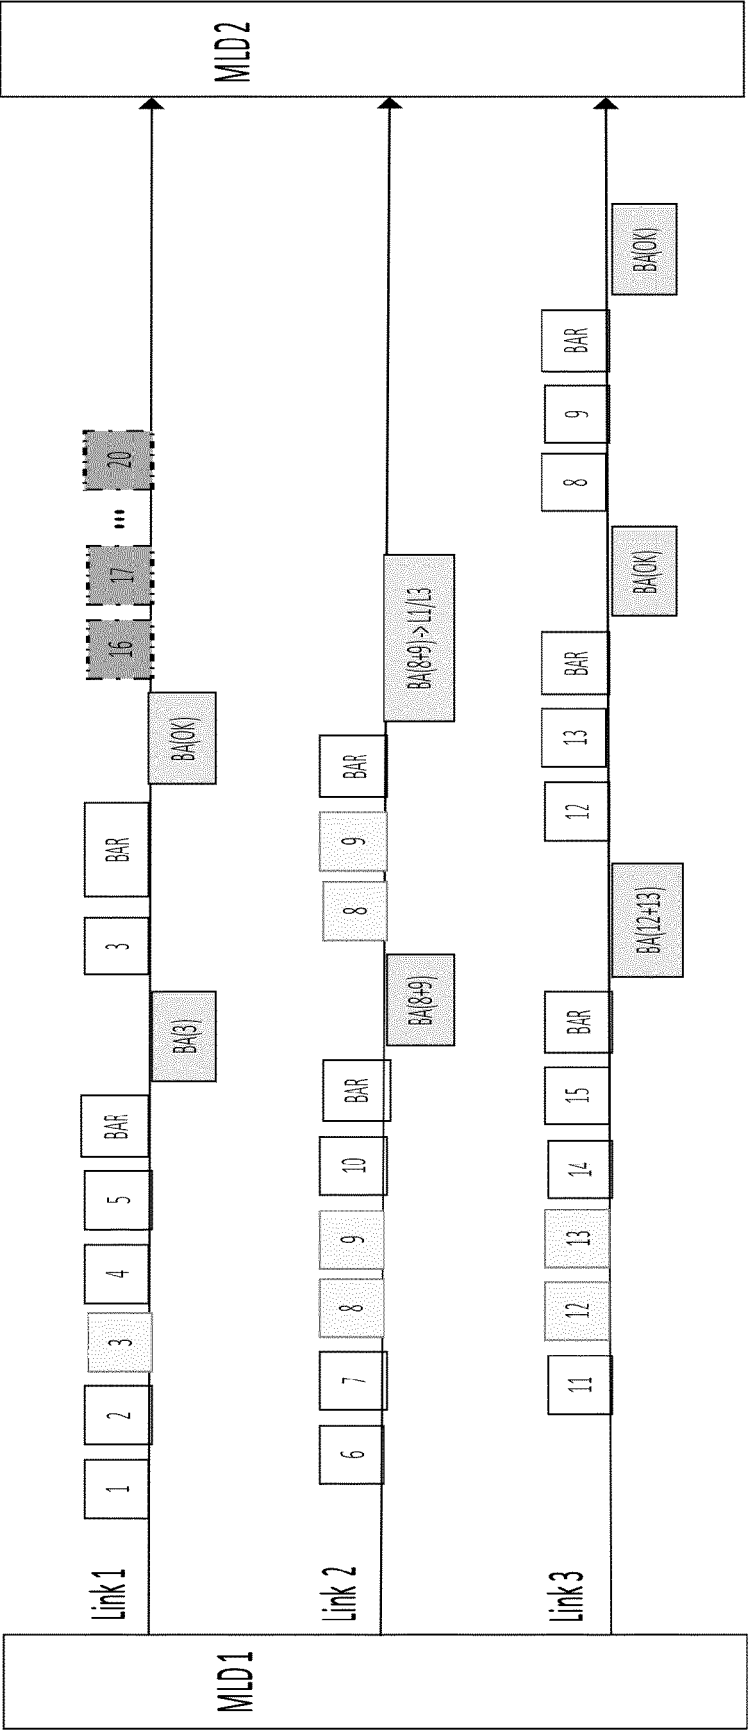 MLD1
MLD2
Link 1
1
2
3
4
5
BAR
BA(3)
3
BAR
BA(OK)
16
17
...
20
Link 2
6
7
8
9
10
BAR
BA(8+9)
8
9
BAR
BA(8+9)->L1/L3
Link 3
11
12
13
14
15
BAR
BA(12+13)
12
13
BAR
BA(OK)
8
9
BAR
BA(OK)